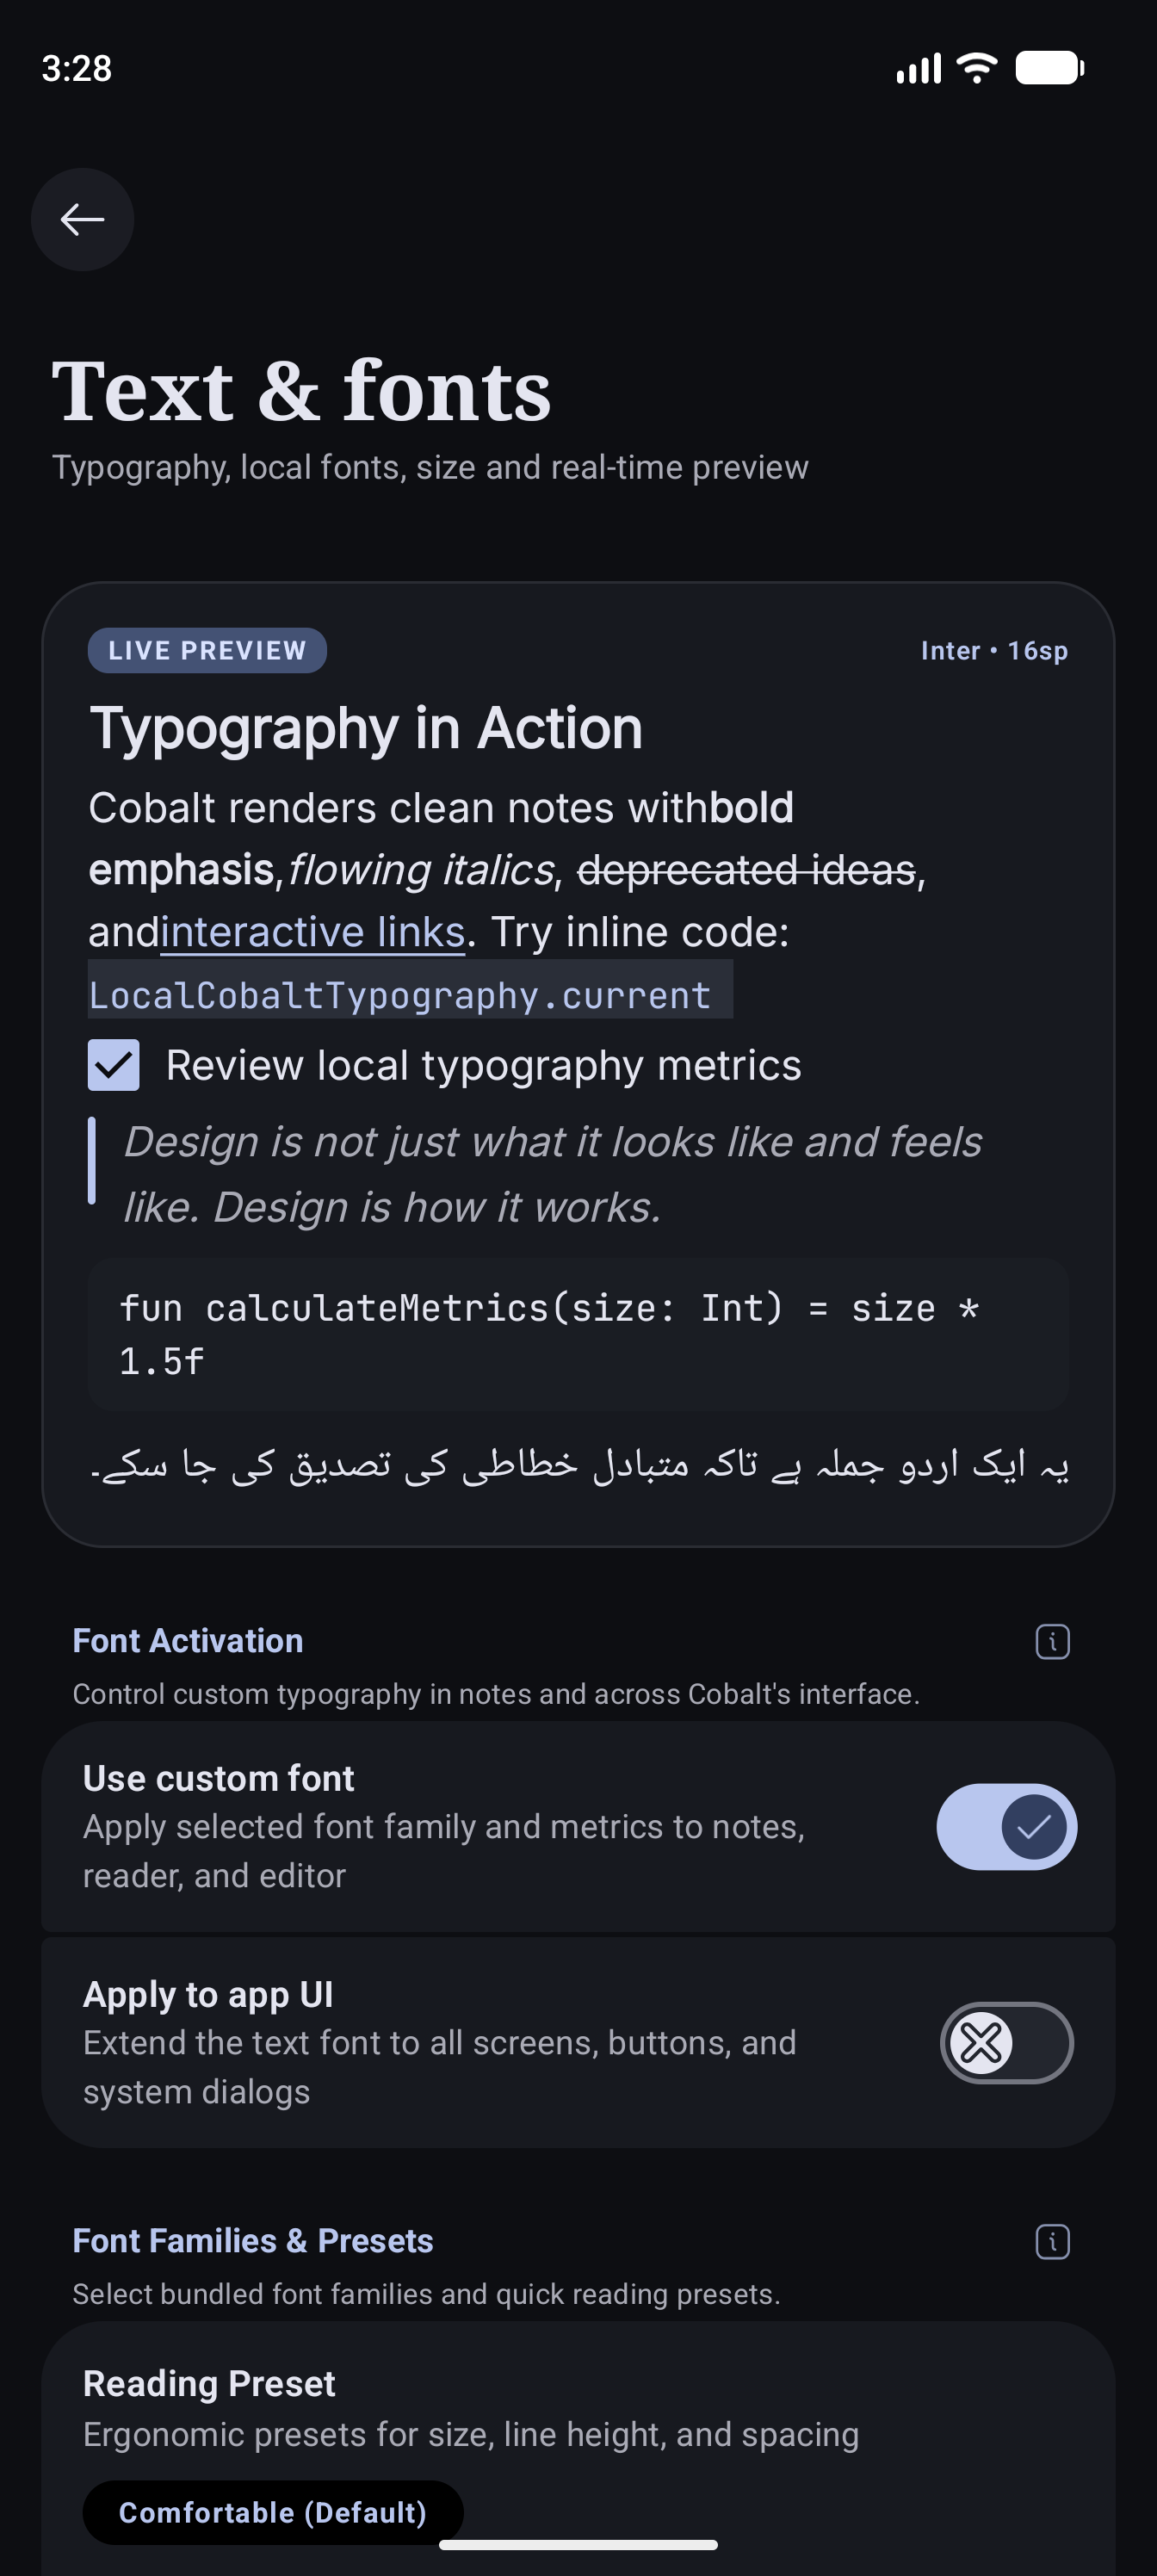 3:28
Text & fonts
Typography, local fonts, size and real-time preview
LIVE PREVIEW
Inter • 16sp
Typography in Action
Cobalt renders clean notes withbold
emphasis,flowing italics, deprecated ideas,
andinteractive links. Try inline code:
LocalCobaltTypography.current
Review local typography metrics
Design is not just what it looks like and feels
like. Design is how it works.
fun calculateMetrics(size: Int) = size *
1.5f
یہ ایک اردو جملہ ہے تاکہ متبادل خطاطی کی تصدیق کی جا سکے۔
Font Activation
Control custom typography in notes and across Cobalt's interface.
Use custom font
Apply selected font family and metrics to notes,
reader, and editor
Apply to app UI
Extend the text font to all screens, buttons, and
system dialogs
Font Families & Presets
Select bundled font families and quick reading presets.
Reading Preset
Ergonomic presets for size, line height, and spacing
Comfortable (Default)